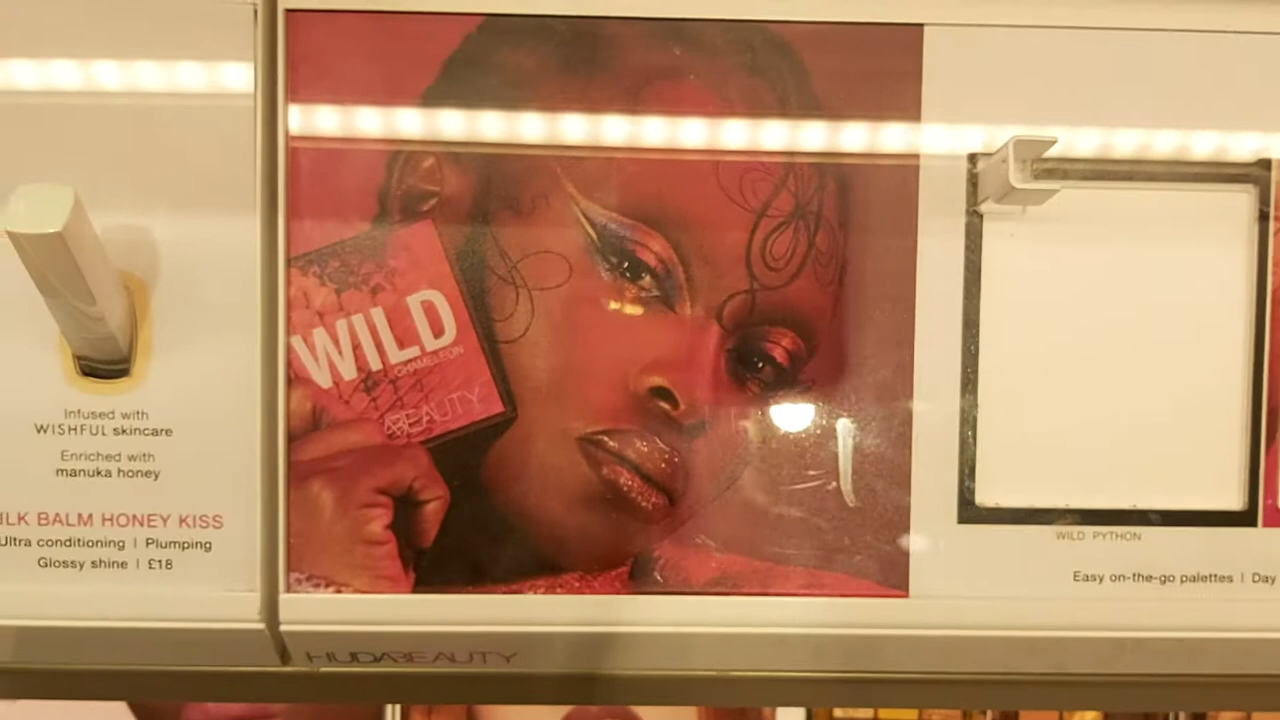 Infused with
WISHFUL skincare
Enriched with
manuka honey
ILK BALM HONEY KISS
Ultra conditioning | Plumping
Glossy shine | £18
WILD
CHAMELEON
BEAUTY
HUDABEAUTY
WILD PYTHON
Easy on-the-go palettes | Day